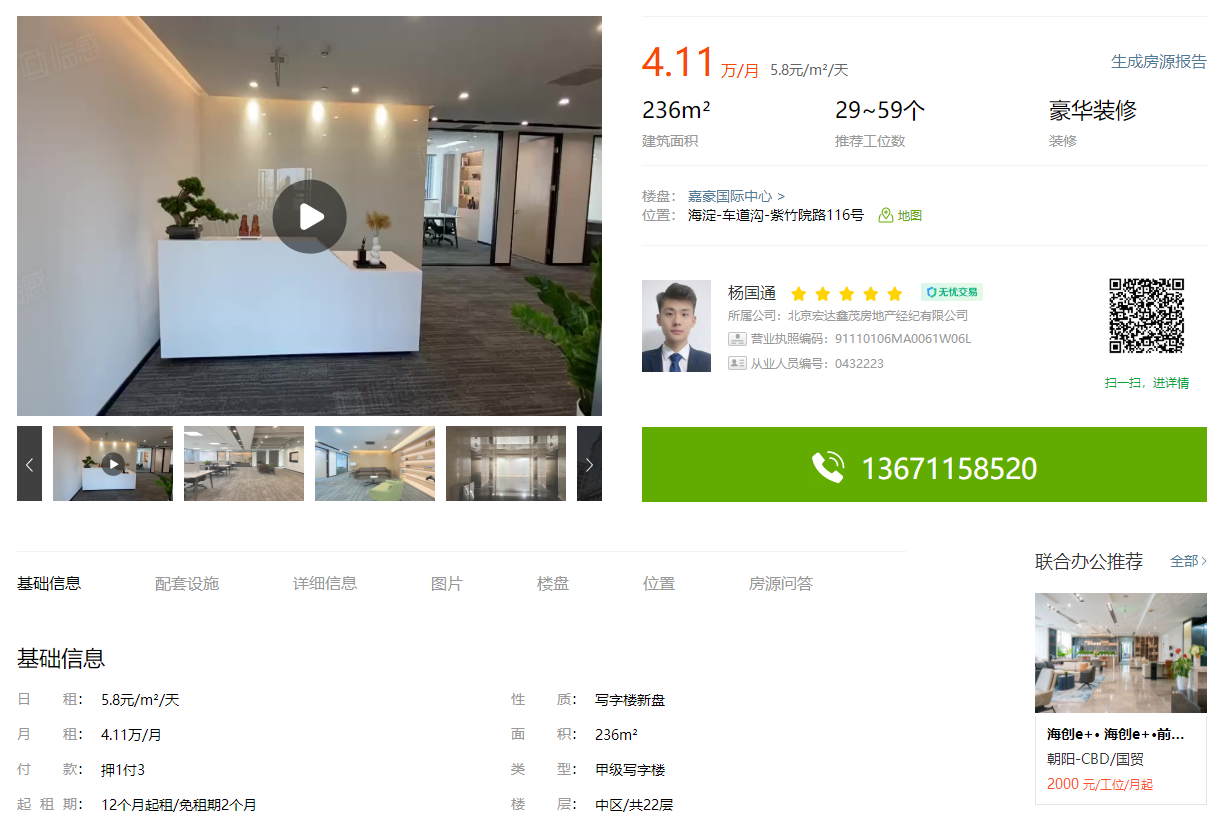 4.11 万/月 5.8元/m²/天
生成房源报告
236m² 29~59个 豪华装修
建筑面积 推荐工位数 装修
楼盘： 嘉豪国际中心 >
位置： 海淀-车道沟-紫竹院路116号 地图
杨国通 无忧交易
所属公司：北京宏达鑫茂房地产经纪有限公司
营业执照编码：91110106MA0061W06L
从业人员编号：0432223
扫一扫，进详情
13671158520
基础信息 配套设施 详细信息 图片 楼盘 位置 房源问答
基础信息
日租： 5.8元/m²/天 性质： 写字楼新盘
月租： 4.11万/月 面积： 236m²
付款： 押1付3 类型： 甲级写字楼
起租期： 12个月起租/免租期2个月 楼层： 中区/共22层
联合办公推荐 全部
海创e+• 海创e+•前...
朝阳-CBD/国贸
2000 元/工位/月起